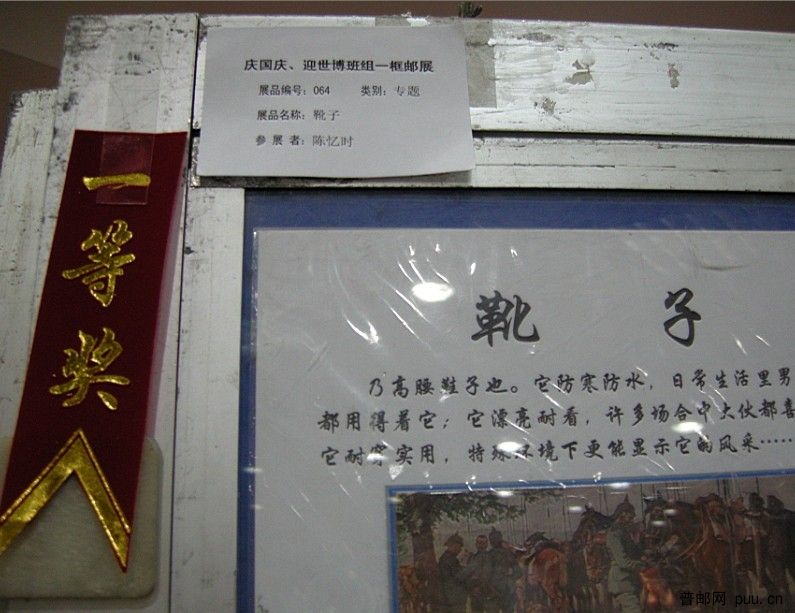 庆国庆、迎世博班组一框邮展
展品编号：064 类别：专题
展品名称：靴子
参 展 者：陈忆时
一等奖
靴 子
乃高腰鞋子也。它防寒防水，日常生活里男
都用得着它；它漂亮耐看，许多场合中大伙都喜
它耐穿实用，特殊环境下更能显示它的风采……
普邮网 puu.cn